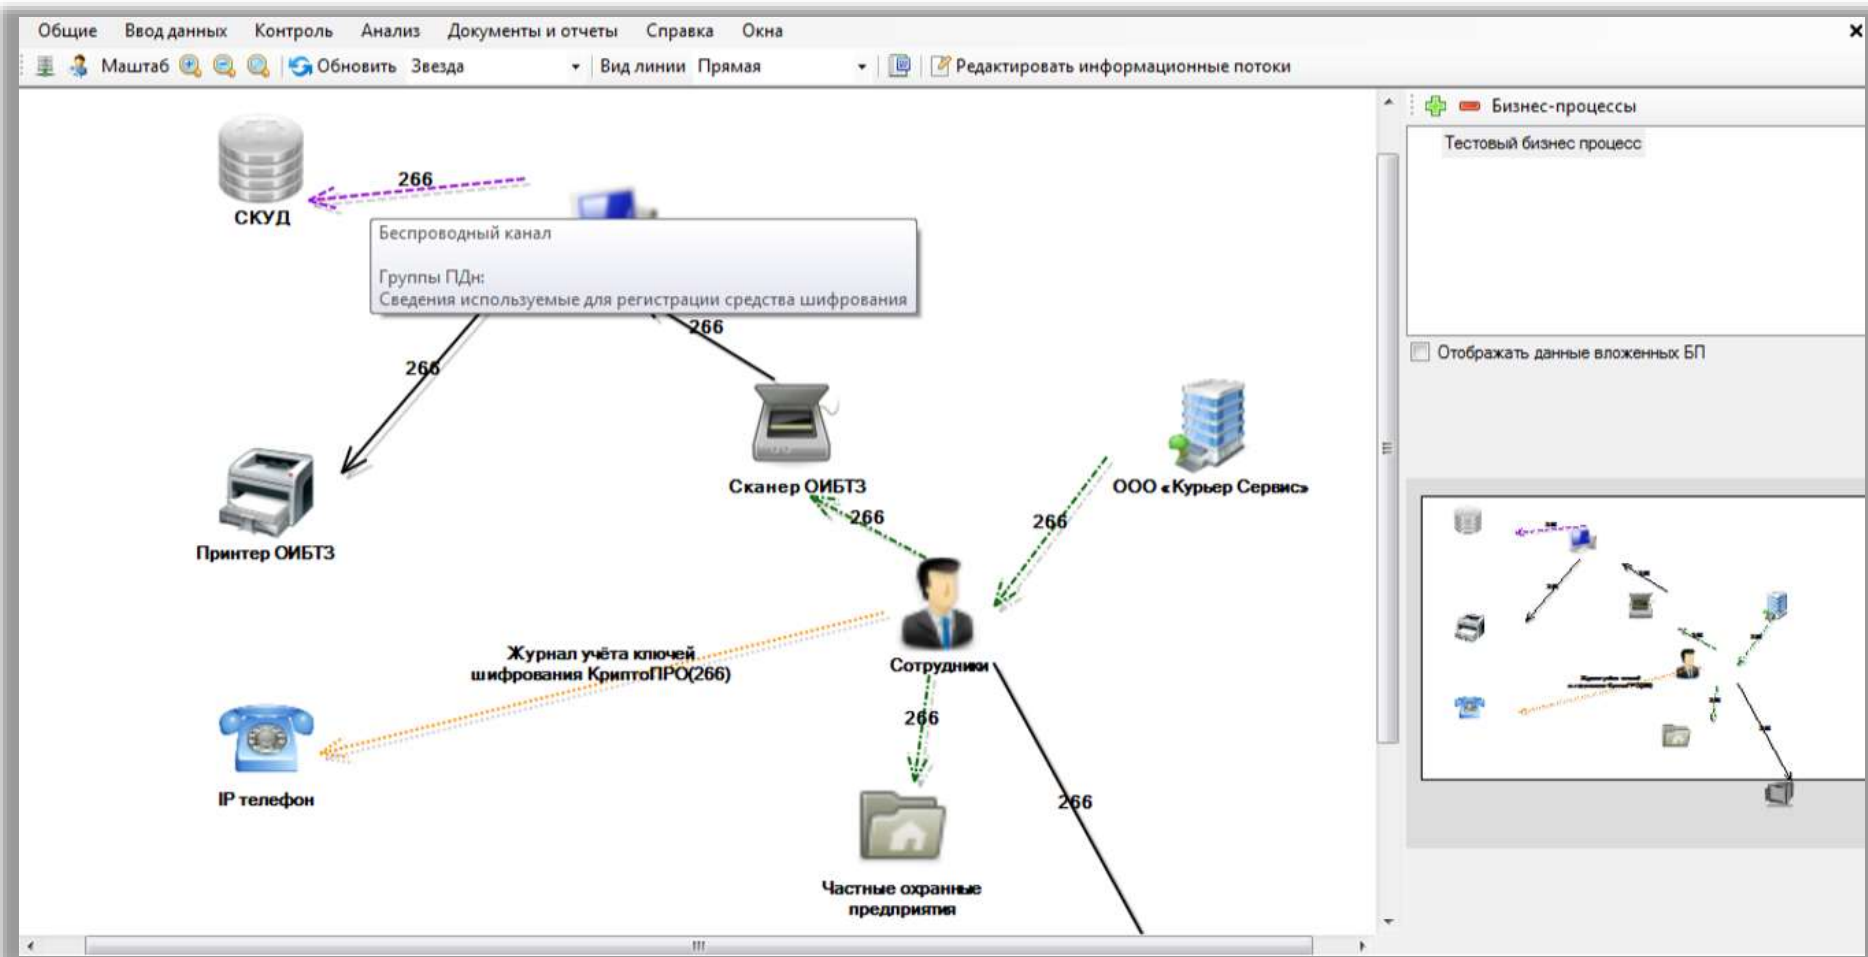 Общие Ввод данных Контроль Анализ Документы и отчеты Справка Окна
Маштаб Обновить Звезда Вид линии Прямая Редактировать информационные потоки
Бизнес-процессы
Тестовый бизнес процесс
Отображать данные вложенных БП
266
СКУД
Беспроводный канал
Группы ПДн:
Сведения используемые для регистрации средства шифрования
266
266
Сканер ОИБТЗ
ООО «Курьер Сервис»
266
266
Принтер ОИБТЗ
Журнал учёта ключей
шифрования КриптоПРО(266)
Сотрудники
266
IP телефон
266
Частные охранные
предприятия